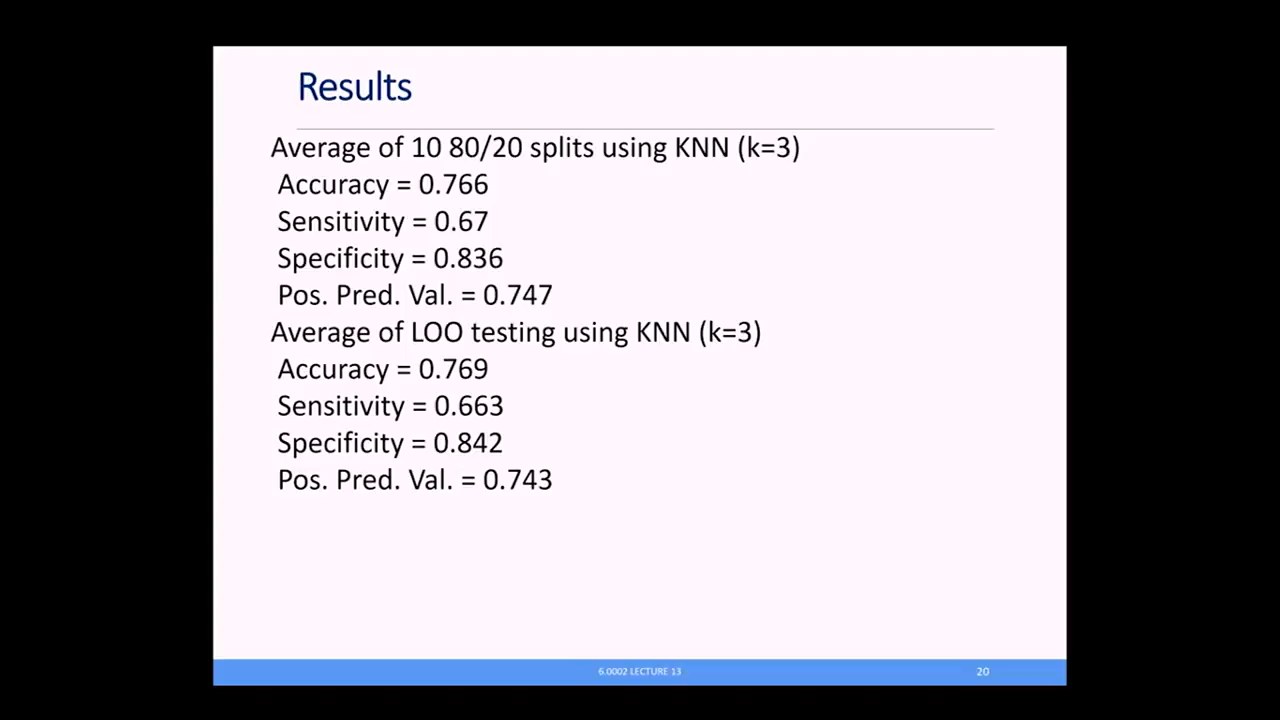 Results
Average of 10 80/20 splits using KNN (k=3)
Accuracy = 0.766
Sensitivity = 0.67
Specificity = 0.836
Pos. Pred. Val. = 0.747
Average of LOO testing using KNN (k=3)
Accuracy = 0.769
Sensitivity = 0.663
Specificity = 0.842
Pos. Pred. Val. = 0.743
6.0002 LECTURE 13
20